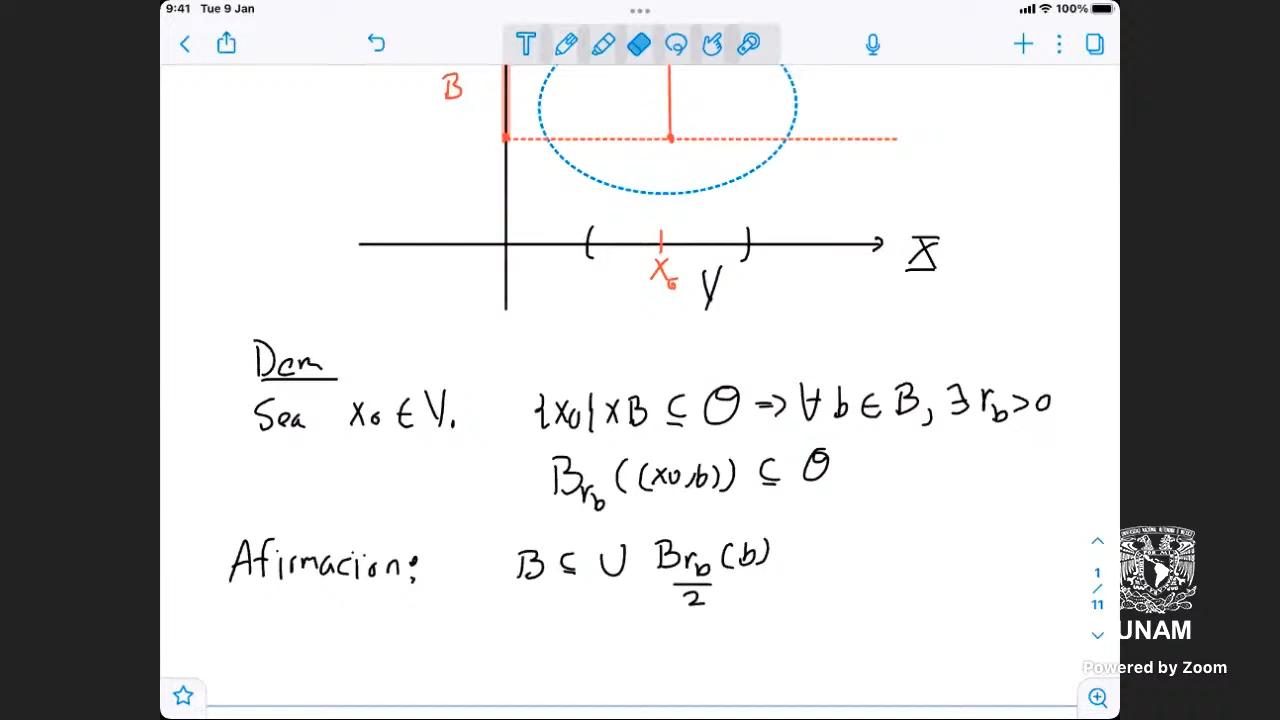 9:41 Tue 9 Jan 100%
B
X₀ V X
Dem
Sea x₀ ∈ V. {x₀} × B ⊆ O ⇒ ∀ b ∈ B, ∃ r_b > 0
B_{r_b}((x₀,b)) ⊆ O
Afirmaciion: B ⊆ ∪ B_{r_b/2}(b)
1
/
11
UNAM
Powered by Zoom